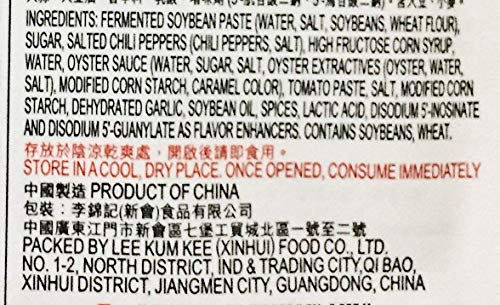 INGREDIENTS: FERMENTED SOYBEAN PASTE (WATER, SALT, SOYBEANS, WHEAT FLOUR),
SUGAR, SALTED CHILI PEPPERS (CHILI PEPPERS, SALT), HIGH FRUCTOSE CORN SYRUP,
WATER, OYSTER SAUCE (WATER, SUGAR, SALT, OYSTER EXTRACTIVES (OYSTER, WATER,
SALT), MODIFIED CORN STARCH, CARAMEL COLOR), TOMATO PASTE, SALT, MODIFIED CORN
STARCH, DEHYDRATED GARLIC, SOYBEAN OIL, SPICES, LACTIC ACID, DISODIUM 5'-INOSINATE
AND DISODIUM 5'-GUANYLATE AS FLAVOR ENHANCERS. CONTAINS SOYBEANS, WHEAT.
存放於陰涼乾爽處，開啟後請即食用。
STORE IN A COOL, DRY PLACE. ONCE OPENED, CONSUME IMMEDIATELY
中國製造 PRODUCT OF CHINA
包裝：李錦記(新會)食品有限公司
中國廣東江門市新會區七堡工貿城北區一號至二號
PACKED BY LEE KUM KEE (XINHUI) FOOD CO., LTD.
NO. 1-2, NORTH DISTRICT, IND & TRADING CITY,QI BAO,
XINHUI DISTRICT, JIANGMEN CITY, GUANGDONG, CHINA